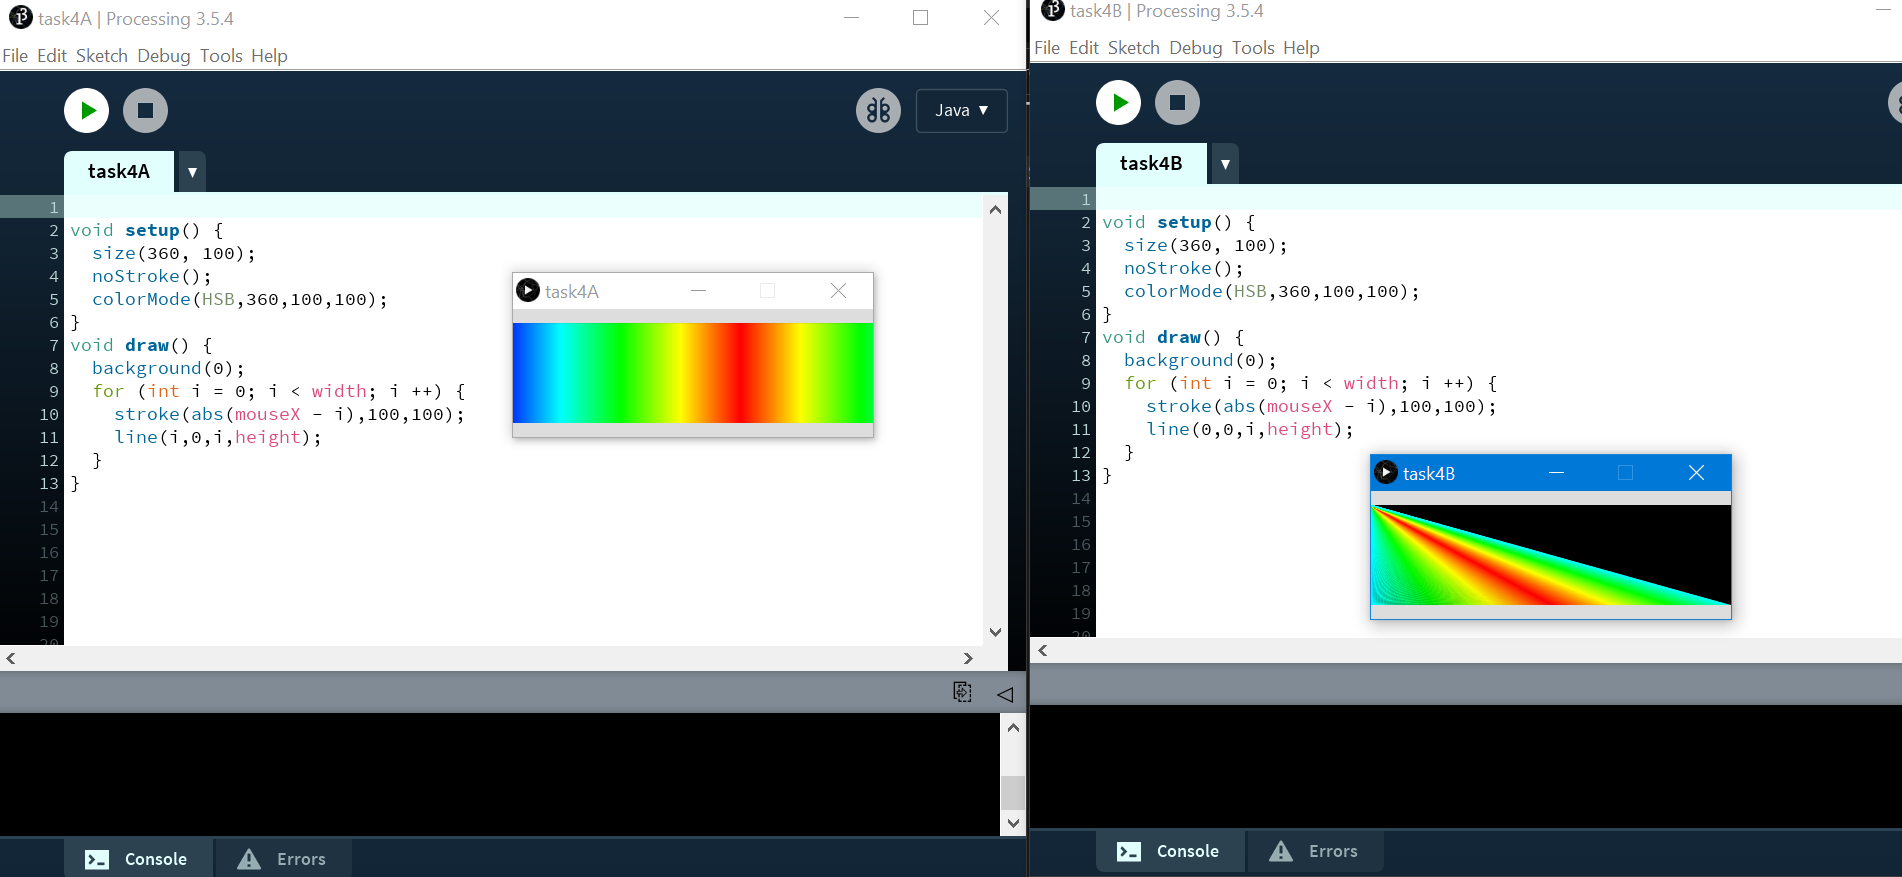 task4A | Processing 3.5.4
File Edit Sketch Debug Tools Help
Java ▼
task4A ▼
1
2 void setup() {
3   size(360, 100);
4   noStroke();
5   colorMode(HSB,360,100,100);
6 }
7 void draw() {
8   background(0);
9   for (int i = 0; i < width; i ++) {
10     stroke(abs(mouseX - i),100,100);
11     line(i,0,i,height);
12   }
13 }
14
15
16
17
18
19
20
task4A
Console Errors
task4B | Processing 3.5.4
File Edit Sketch Debug Tools Help
task4B ▼
1
2 void setup() {
3   size(360, 100);
4   noStroke();
5   colorMode(HSB,360,100,100);
6 }
7 void draw() {
8   background(0);
9   for (int i = 0; i < width; i ++) {
10     stroke(abs(mouseX - i),100,100);
11     line(0,0,i,height);
12   }
13 }
14
15
16
17
18
19
20
task4B
Console Errors